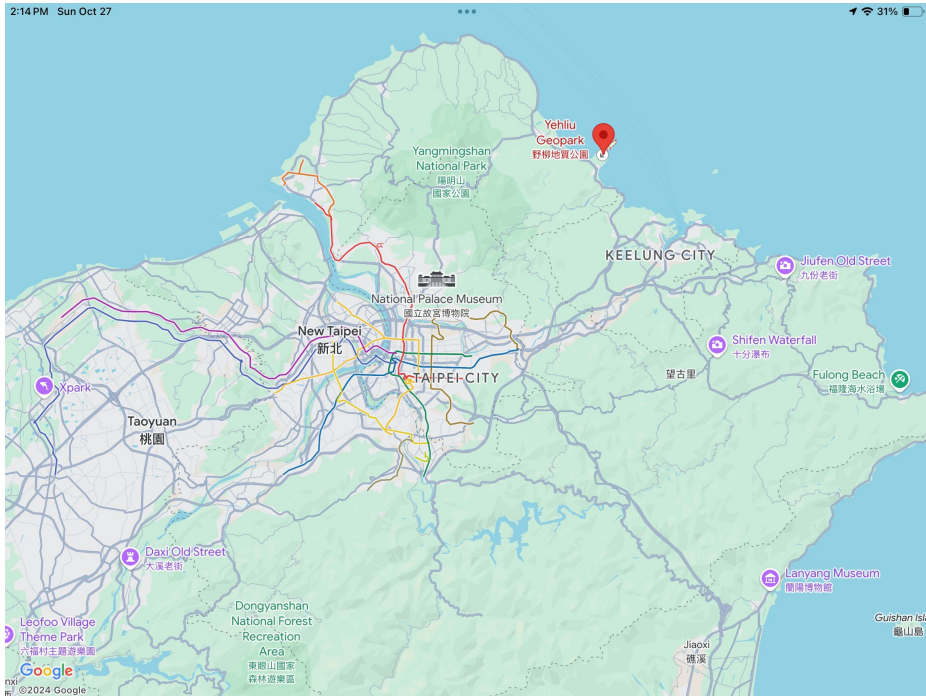 2:14 PM Sun Oct 27
31%
Yehliu
Geopark
野柳地質公園
Yangmingshan
National Park
陽明山
國家公園
KEELUNG CITY
Jiufen Old Street
九份老街
National Palace Museum
國立故宮博物院
New Taipei
新北
Shifen Waterfall
十分瀑布
望古里
TAIPEI CITY
Fulong Beach
福隆海水浴場
Xpark
Taoyuan
桃園
Daxi Old Street
大溪老街
Lanyang Museum
蘭陽博物館
Dongyanshan
National Forest
Recreation
Area
東眼山國家
森林遊樂區
Leofoo Village
Theme Park
六福村主題遊樂園
Guishan Isla
龜山島
Jiaoxi
礁溪
Google
nxi
©2024 Google